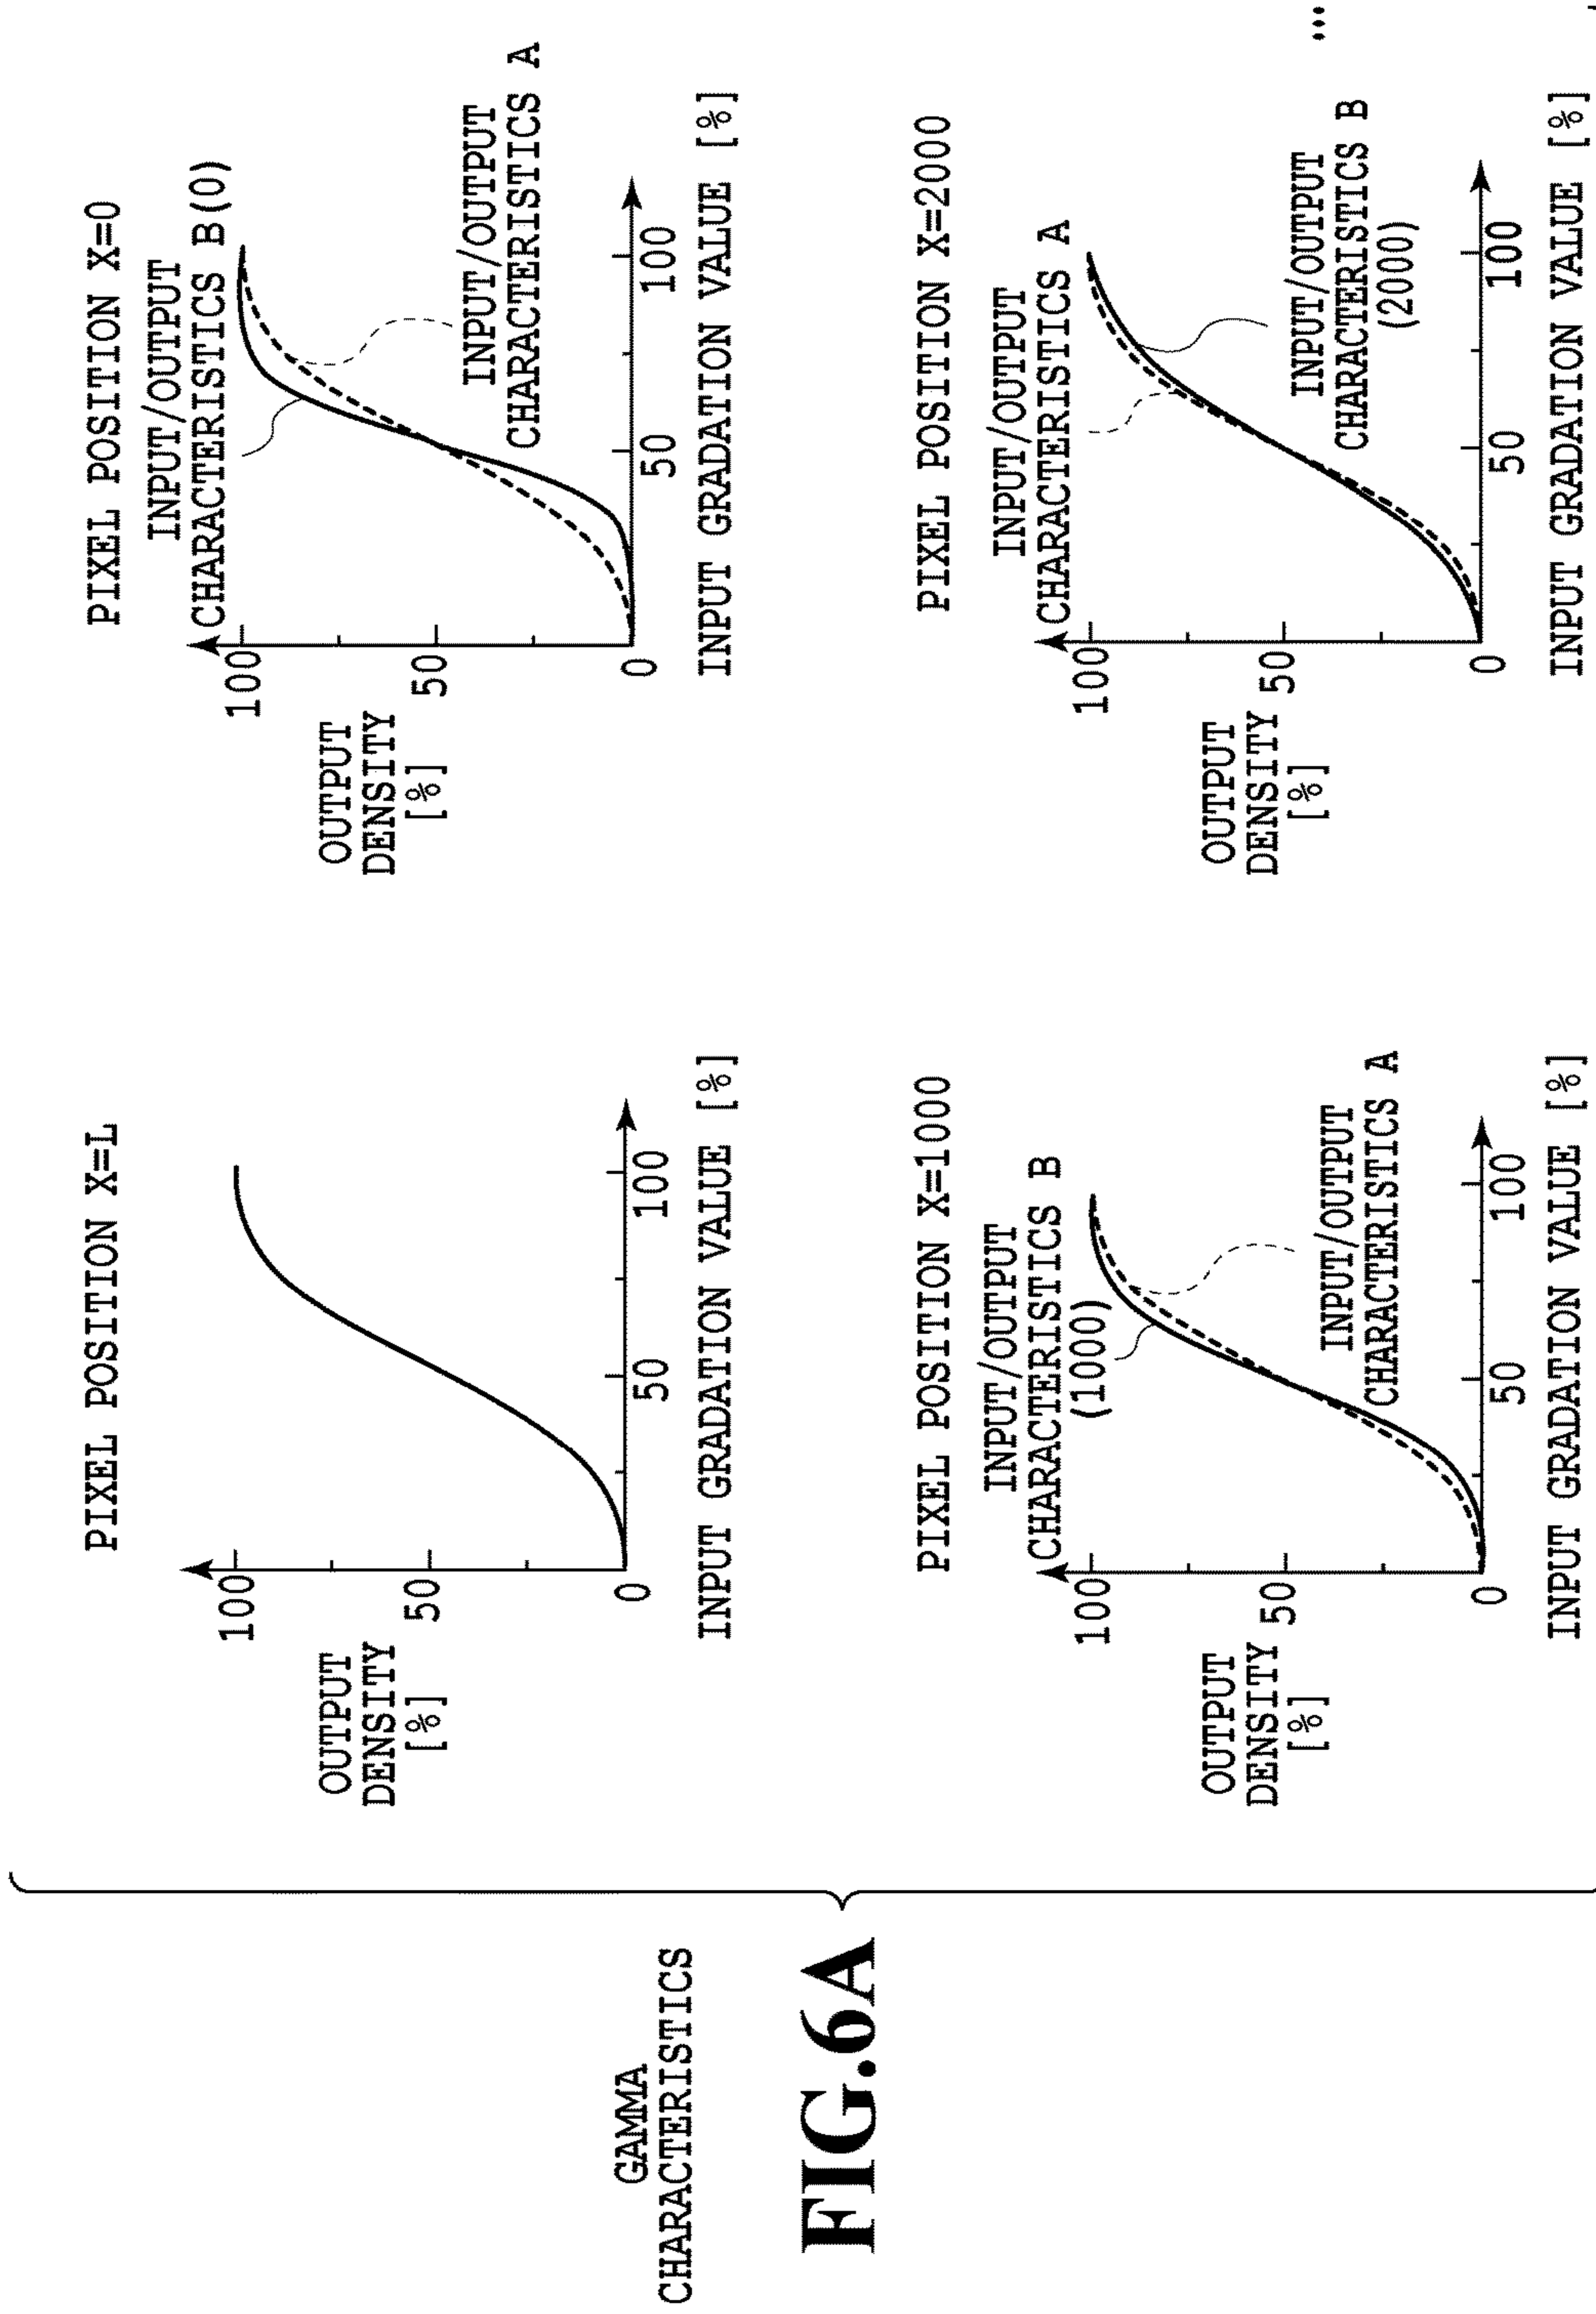 FIG.6A
GAMMA
CHARACTERISTICS
PIXEL POSITION X=L
OUTPUT
DENSITY
[%]
100
50
0
50
100
INPUT GRADATION VALUE [%]
PIXEL POSITION X=0
INPUT/OUTPUT
CHARACTERISTICS B(0)
OUTPUT
DENSITY
[%]
100
50
0
50
100
INPUT/OUTPUT
CHARACTERISTICS A
INPUT GRADATION VALUE [%]
PIXEL POSITION X=1000
INPUT/OUTPUT
CHARACTERISTICS B
(1000)
OUTPUT
DENSITY
[%]
100
50
0
50
100
INPUT/OUTPUT
CHARACTERISTICS A
INPUT GRADATION VALUE [%]
PIXEL POSITION X=2000
INPUT/OUTPUT
CHARACTERISTICS A
OUTPUT
DENSITY
[%]
100
50
0
50
100
INPUT/OUTPUT
CHARACTERISTICS B
(2000)
INPUT GRADATION VALUE [%]
...